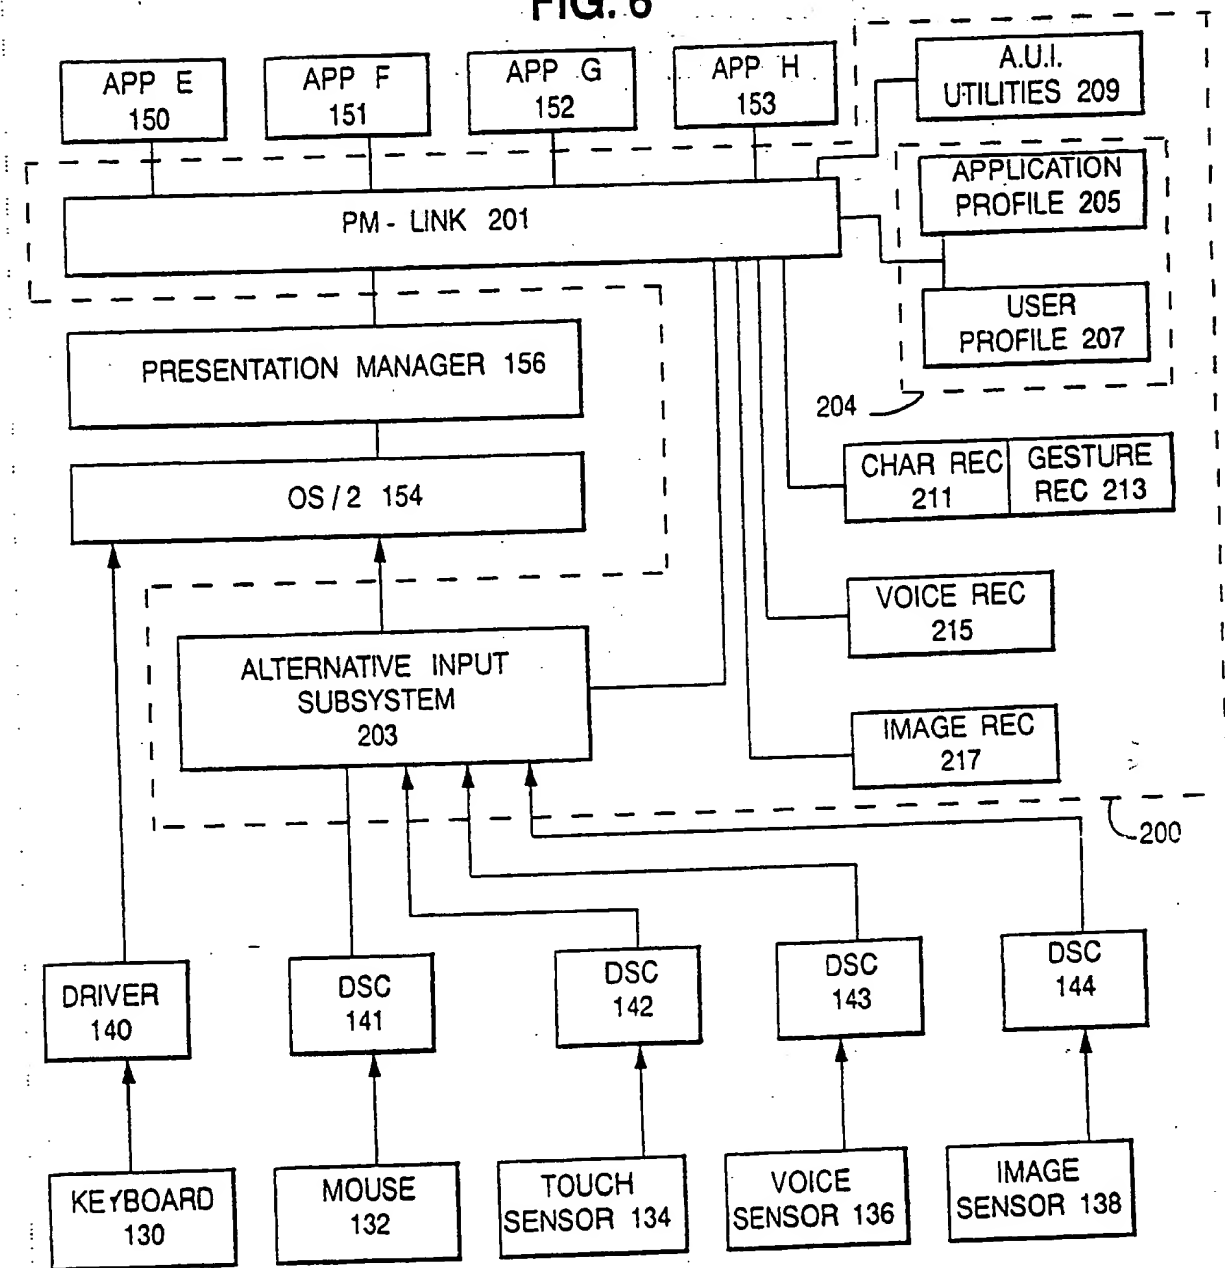 FIG. 6
APP E
150
APP F
151
APP G
152
APP H
153
A.U.I.
UTILITIES 209
APPLICATION
PROFILE 205
PM - LINK 201
USER
PROFILE 207
PRESENTATION MANAGER 156
204
CHAR REC
211
GESTURE
REC 213
OS / 2 154
VOICE REC
215
ALTERNATIVE INPUT
SUBSYSTEM
203
IMAGE REC
217
200
DRIVER
140
DSC
141
DSC
142
DSC
143
DSC
144
KEYBOARD
130
MOUSE
132
TOUCH
SENSOR 134
VOICE
SENSOR 136
IMAGE
SENSOR 138